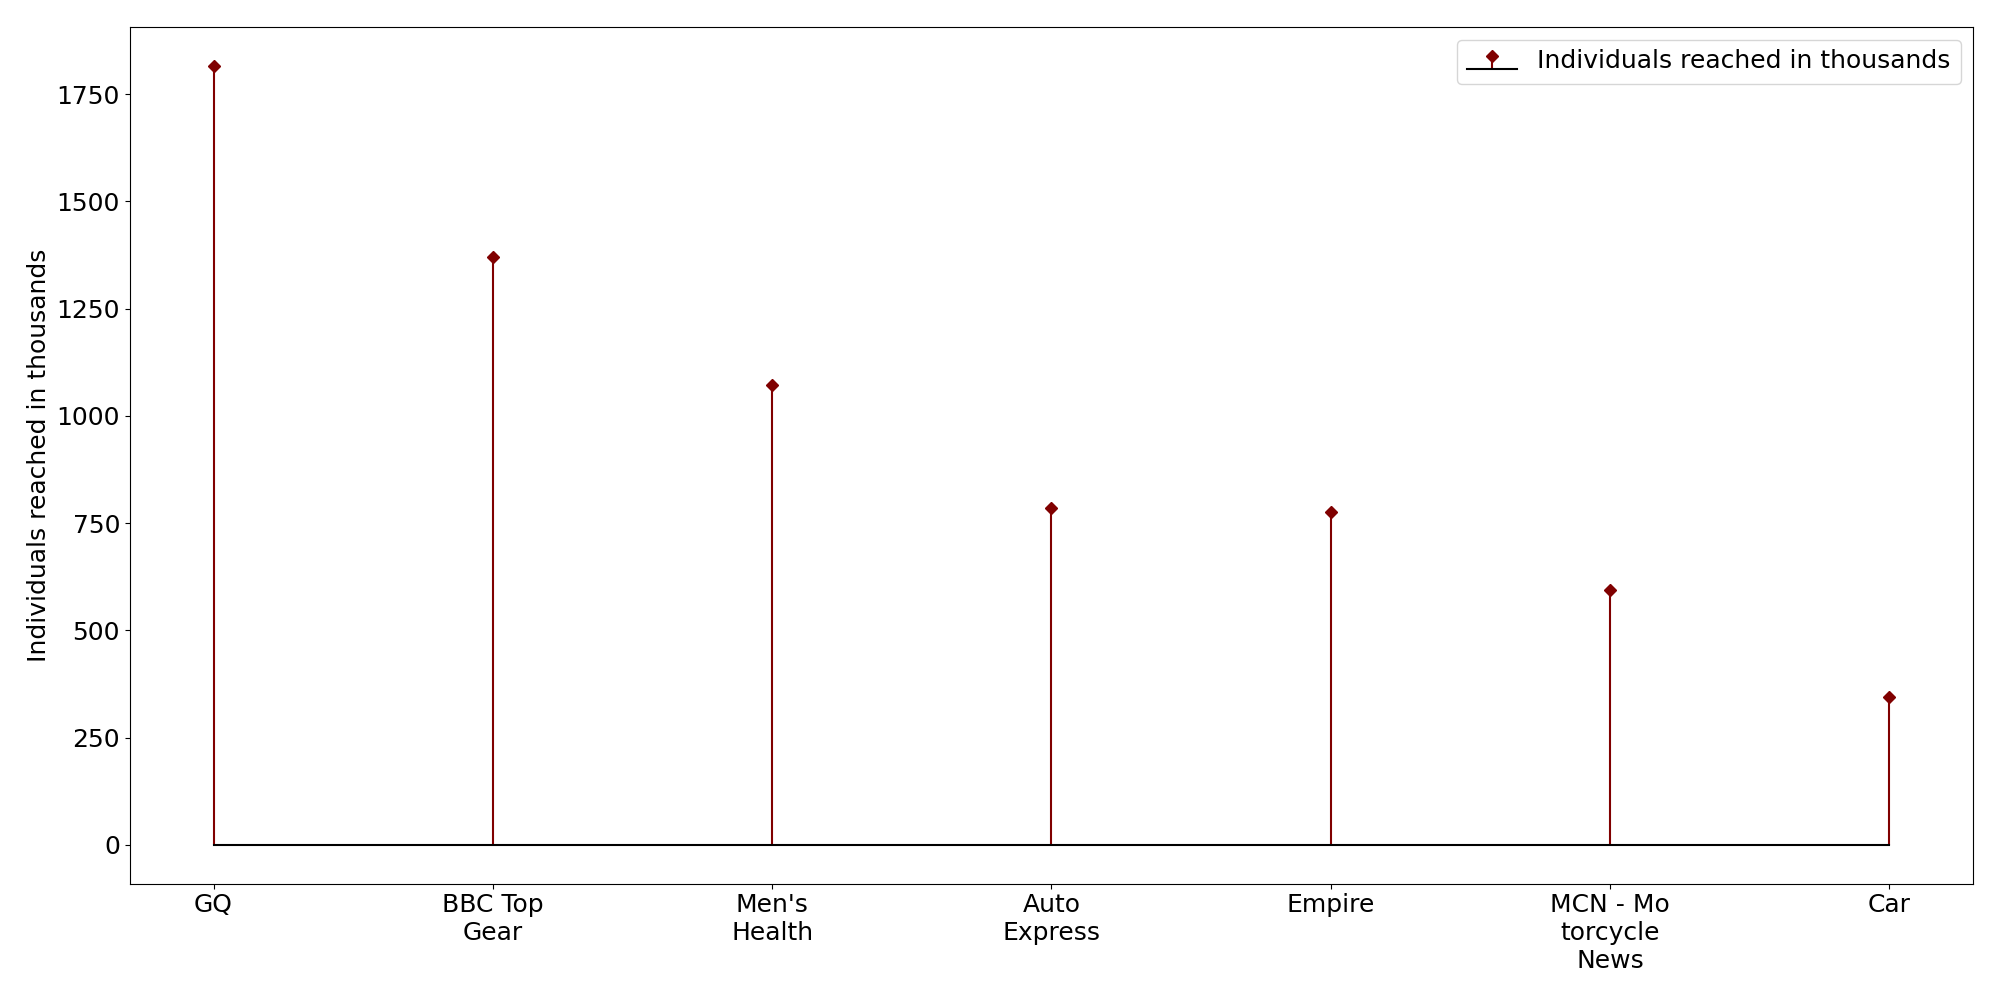 Individuals reached in thousands
Individuals reached in thousands
1750
1500
1250
1000
750
500
250
0
GQ
BBC Top
Gear
Men's
Health
Auto
Express
Empire
MCN - Mo
torcycle
News
Car